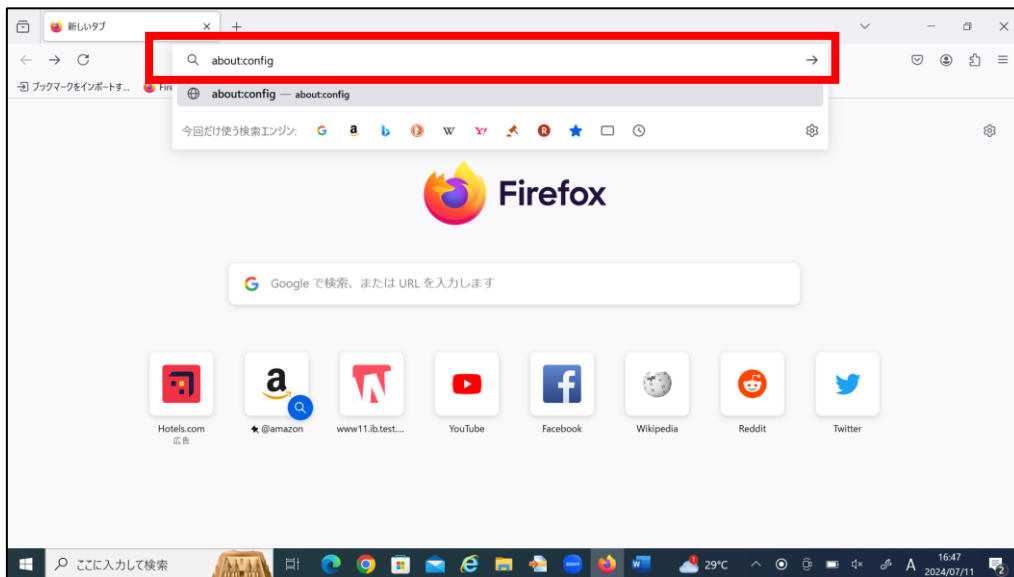 新しいタブ
about:config
ブックマークをインポートす...
Fire
about:config — about:config
今回だけ使う検索エンジン:
Firefox
Google で検索、または URL を入力します
Hotels.com
広告
@amazon
www11.ib.test....
YouTube
Facebook
Wikipedia
Reddit
Twitter
ここに入力して検索
29°C
A
16:47
2024/07/11
2